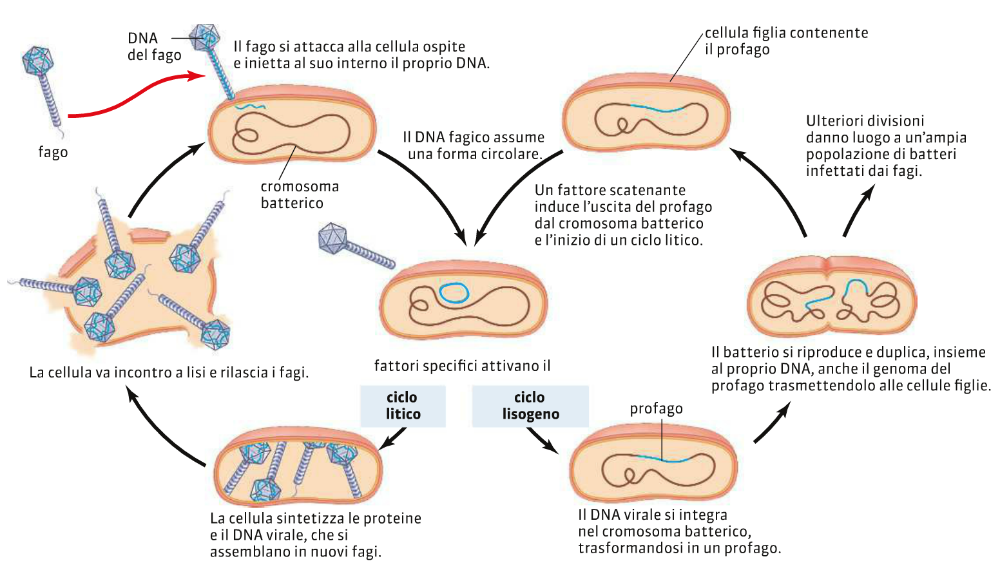 DNA
del fago
Il fago si attacca alla cellula ospite
e inietta al suo interno il proprio DNA.
fago
cromosoma
batterico
Il DNA fagico assume
una forma circolare.
cellula figlia contenente
il profago
Un fattore scatenante
induce l'uscita del profago
dal cromosoma batterico
e l'inizio di un ciclo litico.
Ulteriori divisioni
danno luogo a un'ampia
popolazione di batteri
infettati dai fagi.
La cellula va incontro a lisi e rilascia i fagi.
fattori specifici attivano il
ciclo
litico
ciclo
lisogeno
Il batterio si riproduce e duplica, insieme
al proprio DNA, anche il genoma del
profago trasmettendolo alle cellule figlie.
profago
La cellula sintetizza le proteine
e il DNA virale, che si
assemblano in nuovi fagi.
Il DNA virale si integra
nel cromosoma batterico,
trasformandosi in un profago.